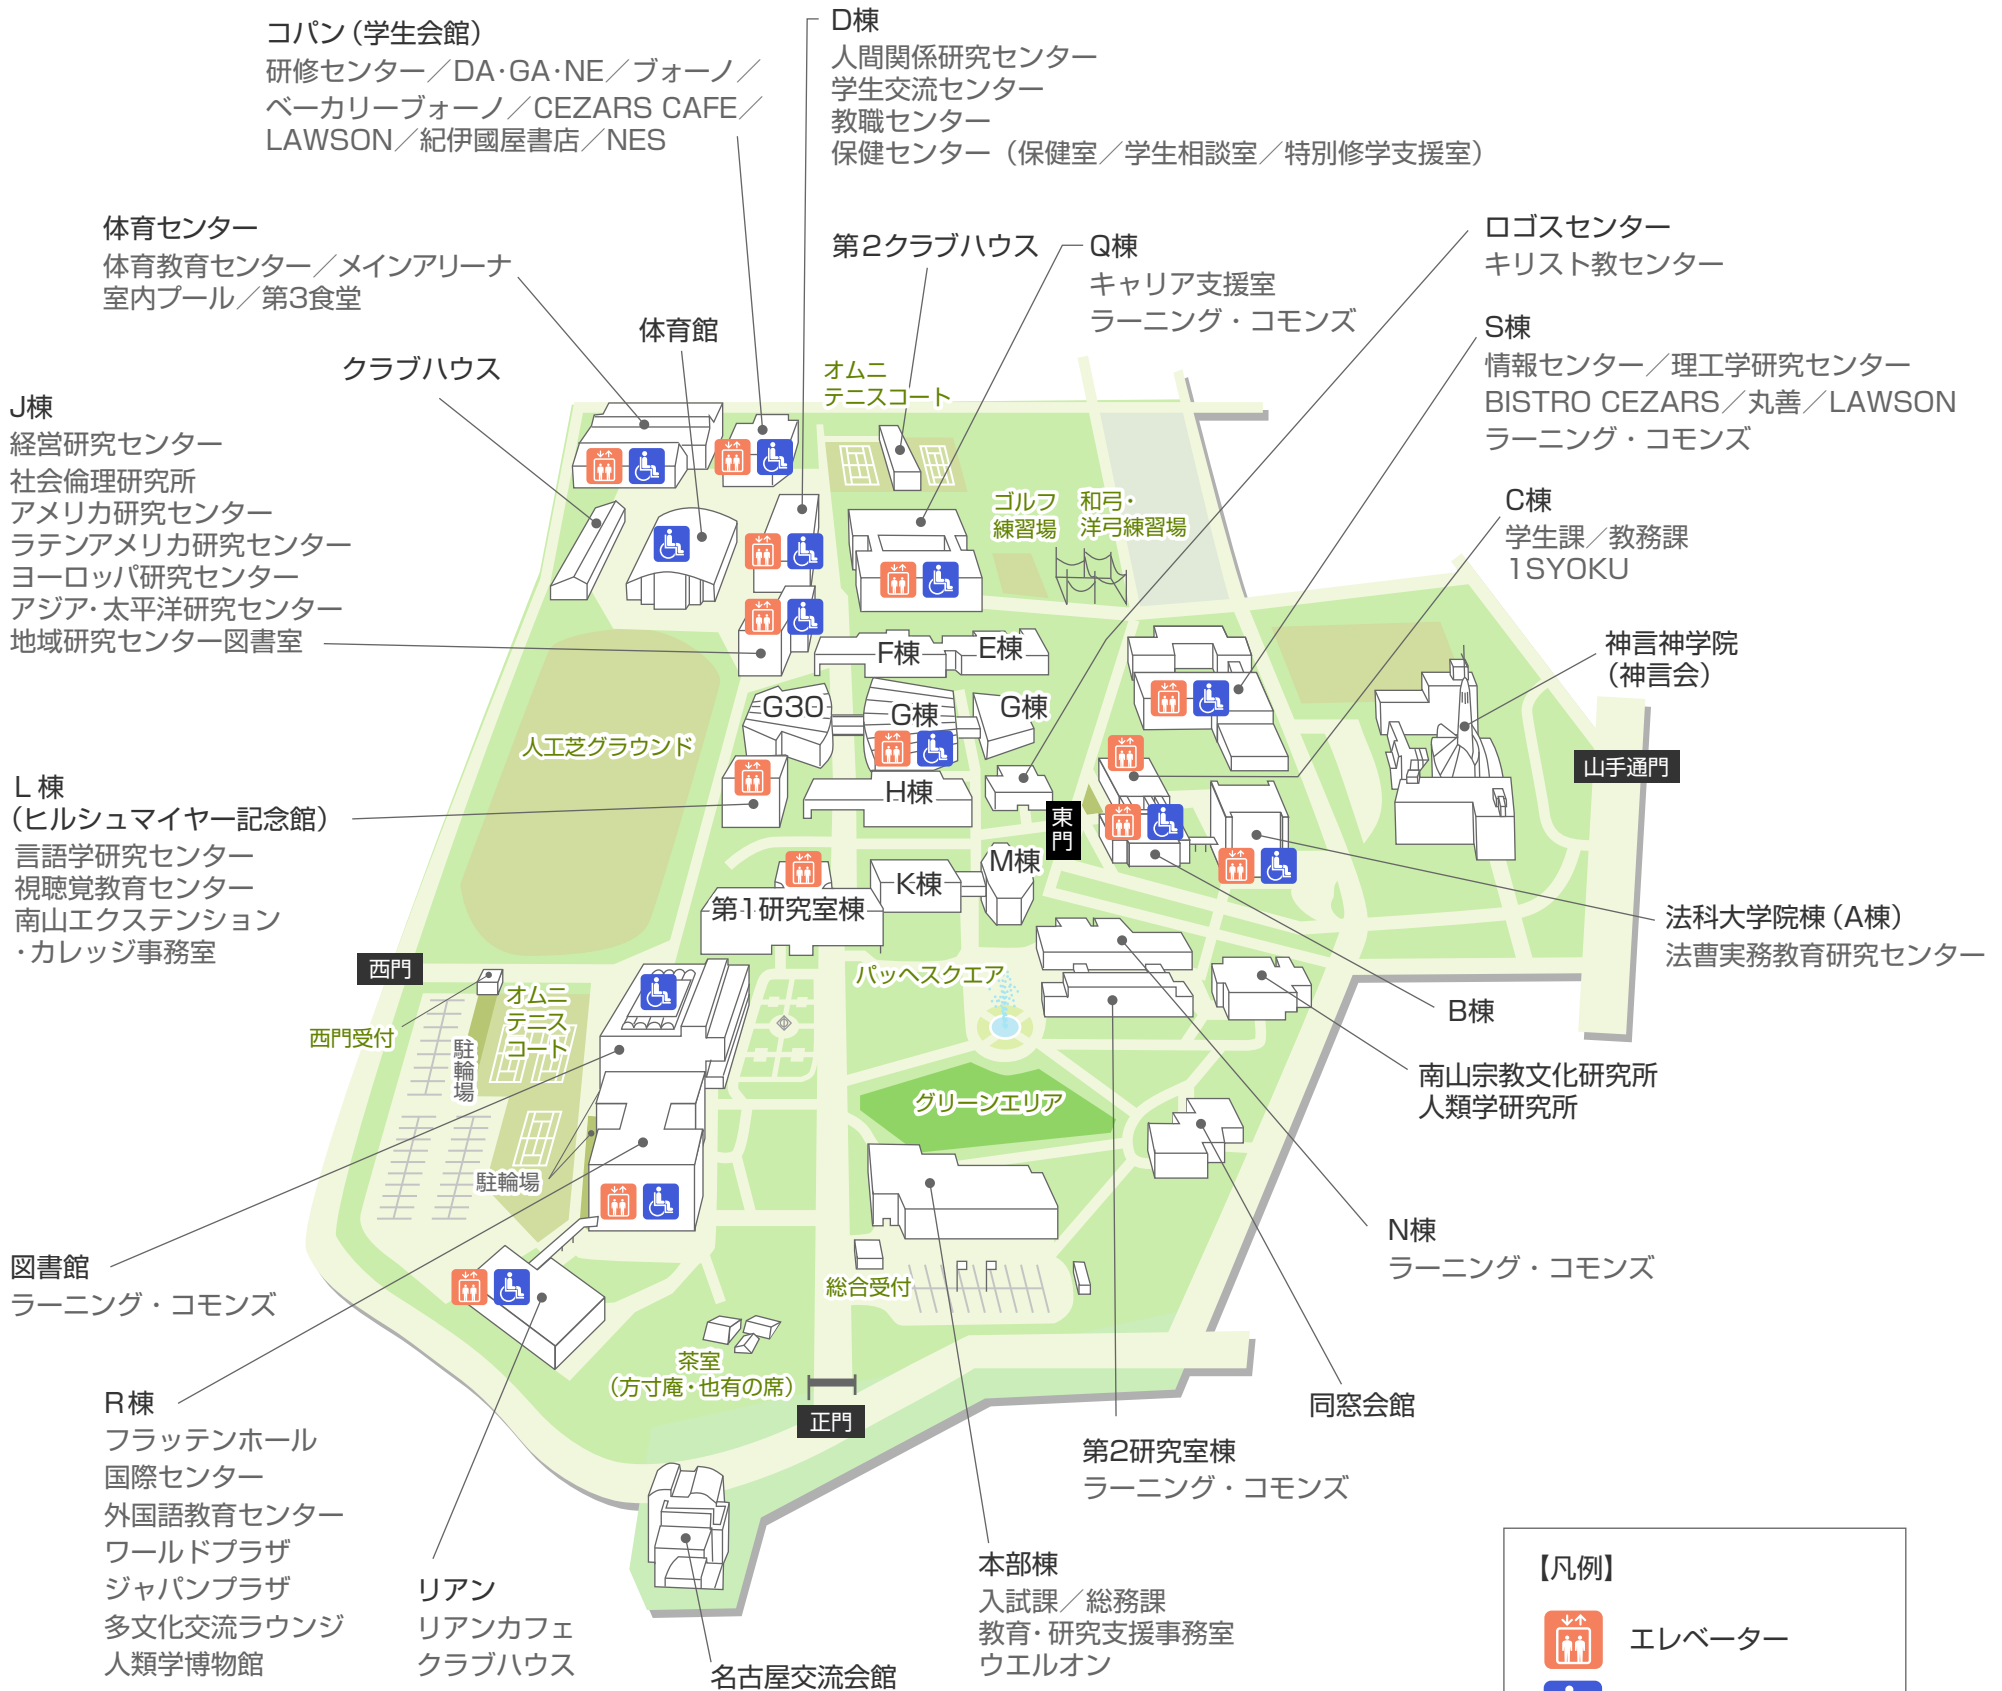 コパン（学生会館）
研修センター／DA･GA･NE／ブォーノ／
ベーカリーブォーノ／CEZARS CAFE／
LAWSON／紀伊國屋書店／NES
D棟
人間関係研究センター
学生交流センター
教職センター
保健センター（保健室／学生相談室／特別修学支援室）
体育センター
体育教育センター／メインアリーナ
室内プール／第3食堂
第2クラブハウス
Q棟
キャリア支援室
ラーニング・コモンズ
ロゴスセンター
キリスト教センター
体育館
クラブハウス
オムニ
テニスコート
S棟
情報センター／理工学研究センター
BISTRO CEZARS／丸善／LAWSON
ラーニング・コモンズ
J棟
経営研究センター
社会倫理研究所
アメリカ研究センター
ラテンアメリカ研究センター
ヨーロッパ研究センター
アジア･太平洋研究センター
地域研究センター図書室
ゴルフ
練習場
和弓・
洋弓練習場
C棟
学生課／教務課
1SYOKU
F棟
E棟
神言神学院
（神言会）
G30
G棟
G棟
人工芝グラウンド
山手通門
L 棟
（ヒルシュマイヤー記念館）
言語学研究センター
視聴覚教育センター
南山エクステンション
・カレッジ事務室
H棟
東門
M棟
K棟
第1研究室棟
法科大学院棟（A棟）
法曹実務教育研究センター
西門
パッヘスクエア
オムニ
テニス
コート
西門受付
駐輪場
B棟
南山宗教文化研究所
人類学研究所
グリーンエリア
駐輪場
N棟
ラーニング・コモンズ
図書館
ラーニング・コモンズ
総合受付
茶室
（方寸庵・也有の席）
正門
同窓会館
R棟
フラッテンホール
国際センター
外国語教育センター
ワールドプラザ
ジャパンプラザ
多文化交流ラウンジ
人類学博物館
第2研究室棟
ラーニング・コモンズ
リアン
リアンカフェ
クラブハウス
本部棟
入試課／総務課
教育･研究支援事務室
ウエルオン
名古屋交流会館
【凡例】
エレベーター